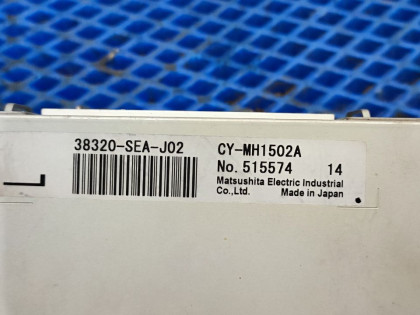 38320-SEA-J02
CY-MH1502A
No. 515574 14
Matsushita Electric Industrial
Co.,Ltd. Made in Japan